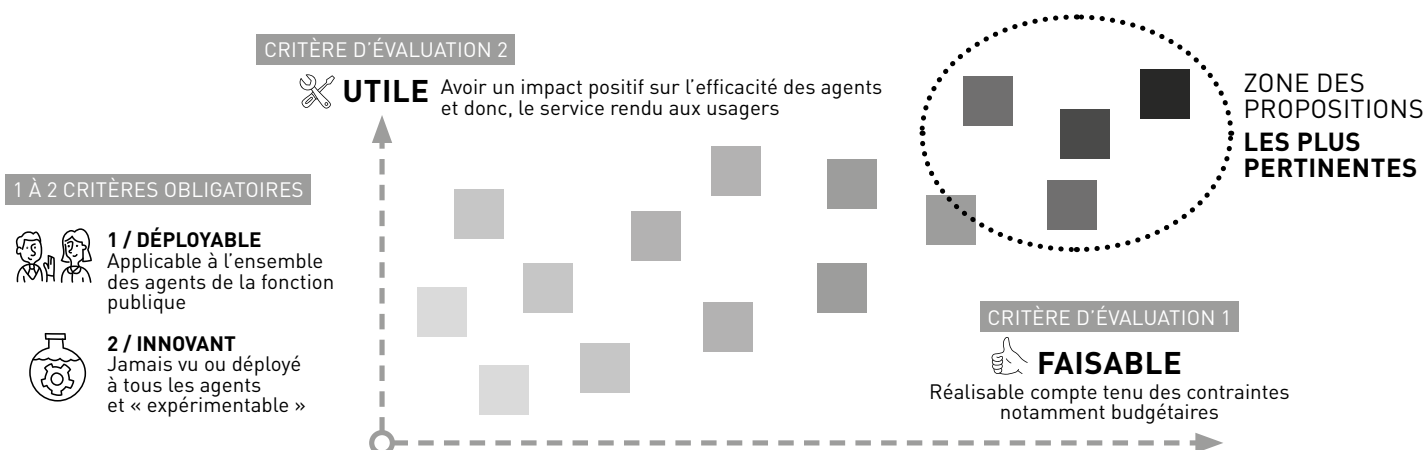 CRITÈRE D'ÉVALUATION 2
UTILE
Avoir un impact positif sur l'efficacité des agents
et donc, le service rendu aux usagers
ZONE DES
PROPOSITIONS
LES PLUS
PERTINENTES
1 À 2 CRITÈRES OBLIGATOIRES
1 / DÉPLOYABLE
Applicable à l'ensemble
des agents de la fonction
publique
2 / INNOVANT
Jamais vu ou déployé
à tous les agents
et « expérimentable »
CRITÈRE D'ÉVALUATION 1
FAISABLE
Réalisable compte tenu des contraintes
notamment budgétaires